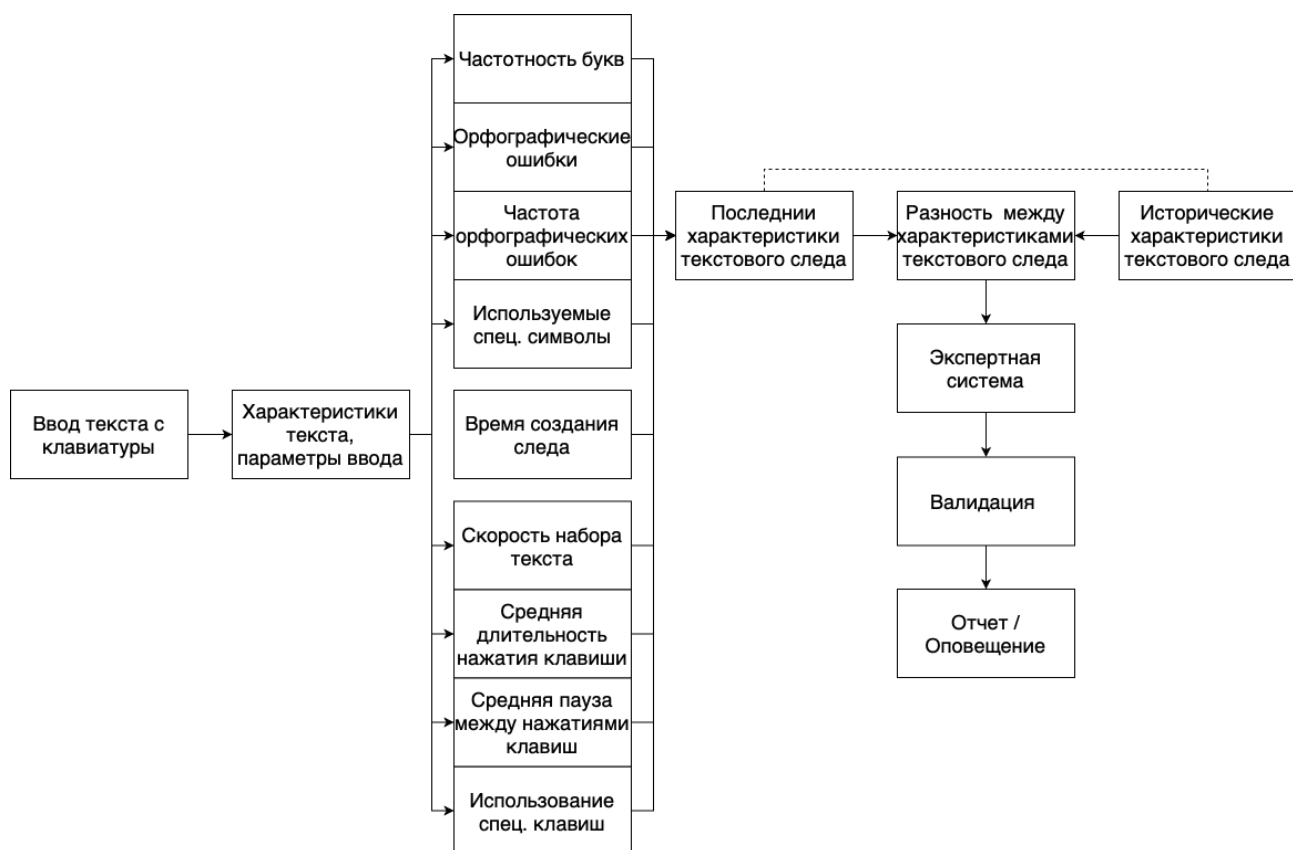 Частотность букв
Орфографические
ошибки
Частота
орфографических
ошибок
Используемые
спец. символы
Последнии
характеристики
текстового следа
Разность между
характеристиками
текстового следа
Исторические
характеристики
текстового следа
Экспертная
система
Ввод текста с
клавиатуры
Характеристики
текста,
параметры ввода
Время создания
следа
Валидация
Скорость набора
текста
Средняя
длительность
нажатия клавиши
Отчет /
Оповещение
Средняя пауза
между нажатиями
клавиш
Использование
спец. клавиш